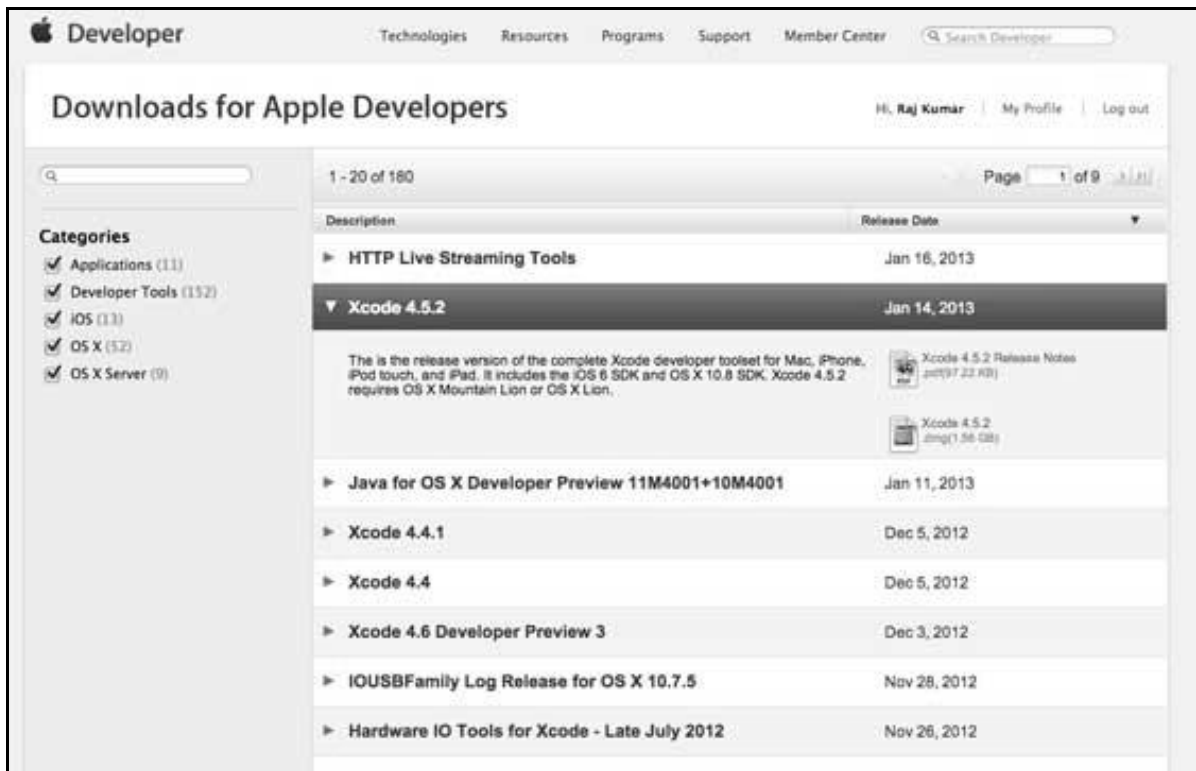 Developer
Technologies Resources Programs Support Member Center Search Developer
Downloads for Apple Developers
Hi, Raj Kumar | My Profile | Log out
1 - 20 of 180
Page 1 of 9
Description Release Date
Categories
Applications (11)
Developer Tools (152)
iOS (13)
OS X (52)
OS X Server (9)
HTTP Live Streaming Tools Jan 16, 2013
Xcode 4.5.2 Jan 14, 2013
The is the release version of the complete Xcode developer toolset for Mac, iPhone,
iPod touch, and iPad. It includes the iOS 6 SDK and OS X 10.8 SDK. Xcode 4.5.2
requires OS X Mountain Lion or OS X Lion.
Xcode 4.5.2 Release Notes
.pdf(97.22 KB)
Xcode 4.5.2
.dmg(1.56 GB)
Java for OS X Developer Preview 11M4001+10M4001 Jan 11, 2013
Xcode 4.4.1 Dec 5, 2012
Xcode 4.4 Dec 5, 2012
Xcode 4.6 Developer Preview 3 Dec 3, 2012
IOUSBFamily Log Release for OS X 10.7.5 Nov 28, 2012
Hardware IO Tools for Xcode - Late July 2012 Nov 26, 2012